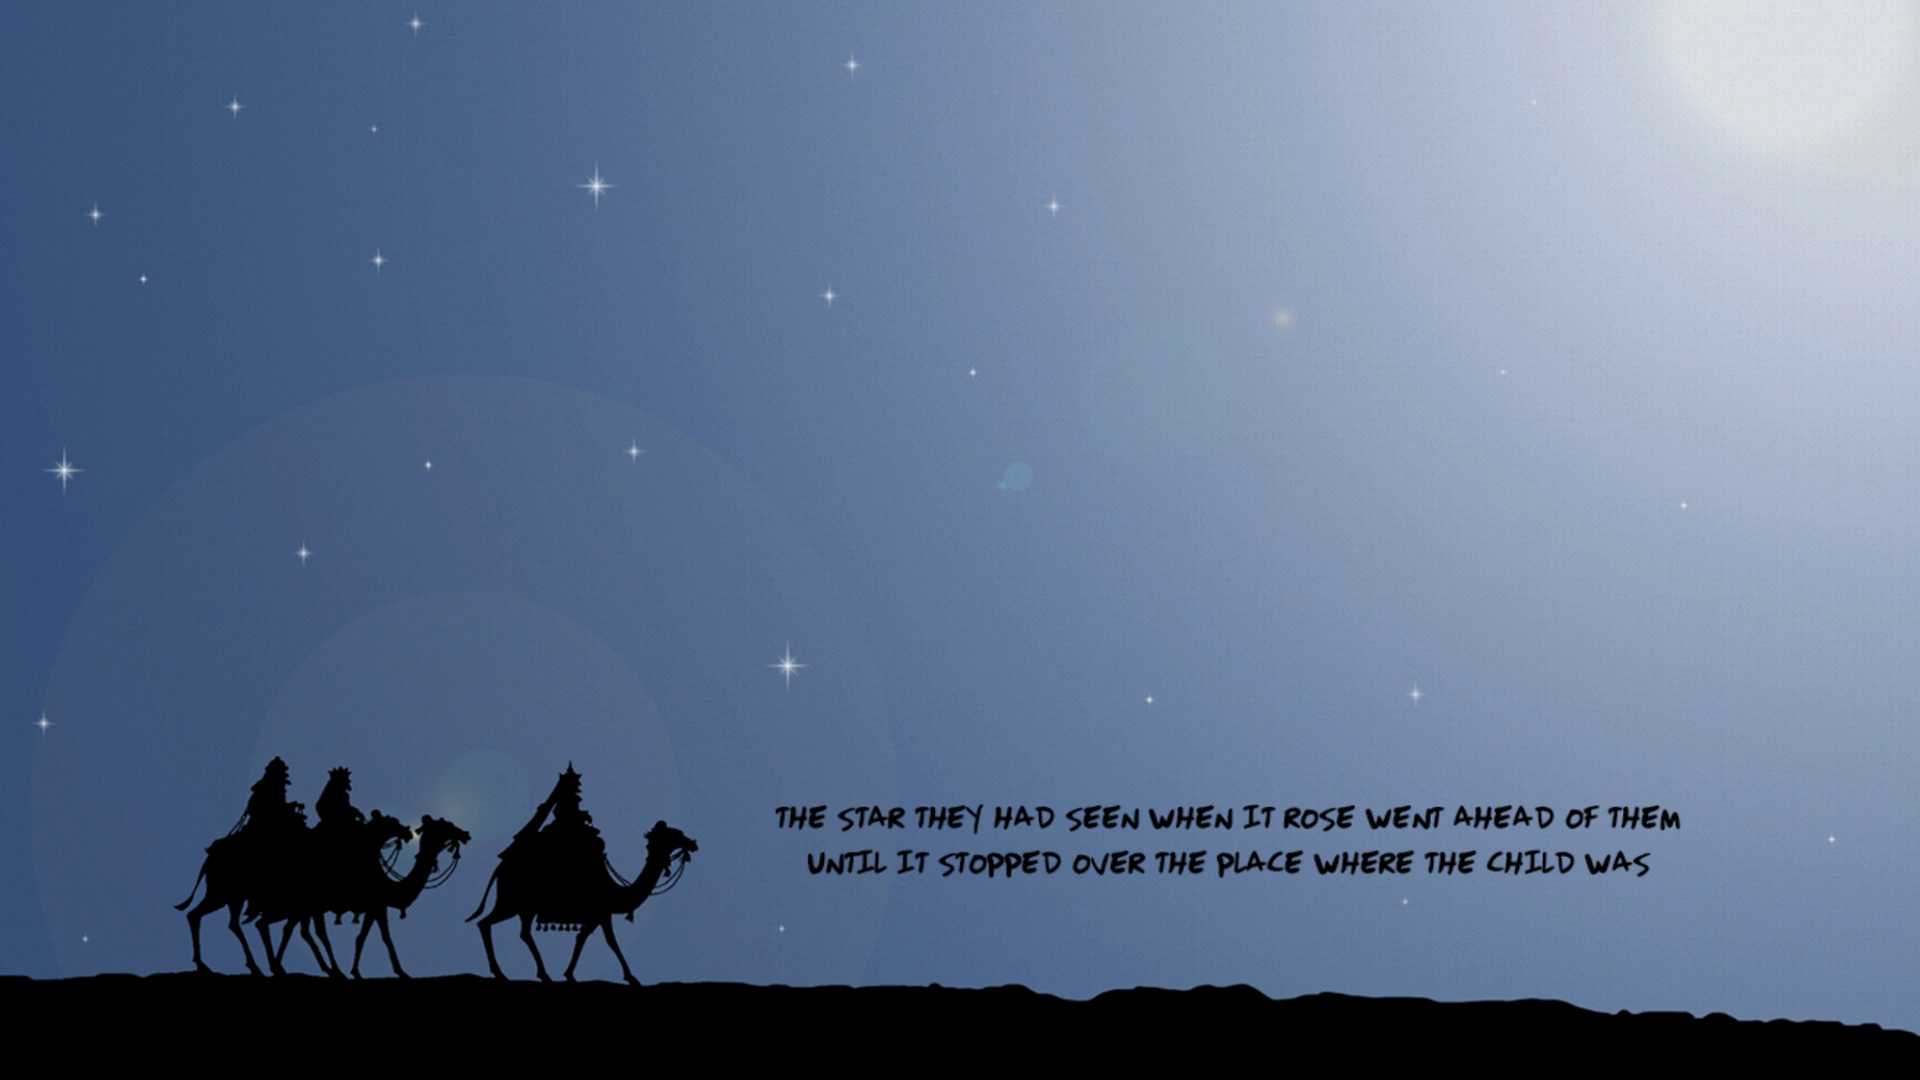 THE STAR THEY HAD SEEN WHEN IT ROSE WENT AHEAD OF THEM
UNTIL IT STOPPED OVER THE PLACE WHERE THE CHILD WAS